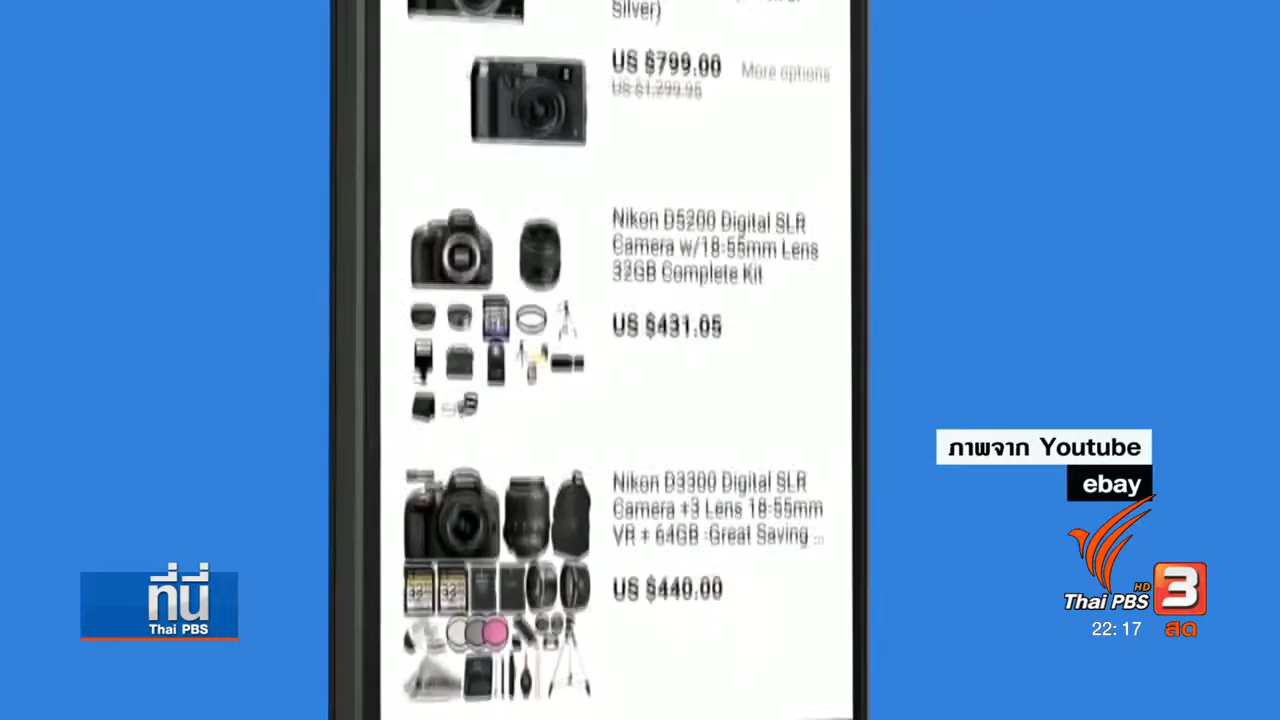 Silver)
US $799.00
More options
US $1,299.95
Nikon D5200 Digital SLR
Camera w/18-55mm Lens
32GB Complete Kit
US $431.05
Nikon D3300 Digital SLR
Camera +3 Lens 18-55mm
VR + 64GB -Great Saving ...
US $440.00
ภาพจาก Youtube
ebay
ที่นี่
Thai PBS
HD
Thai PBS 3
22:17 สด